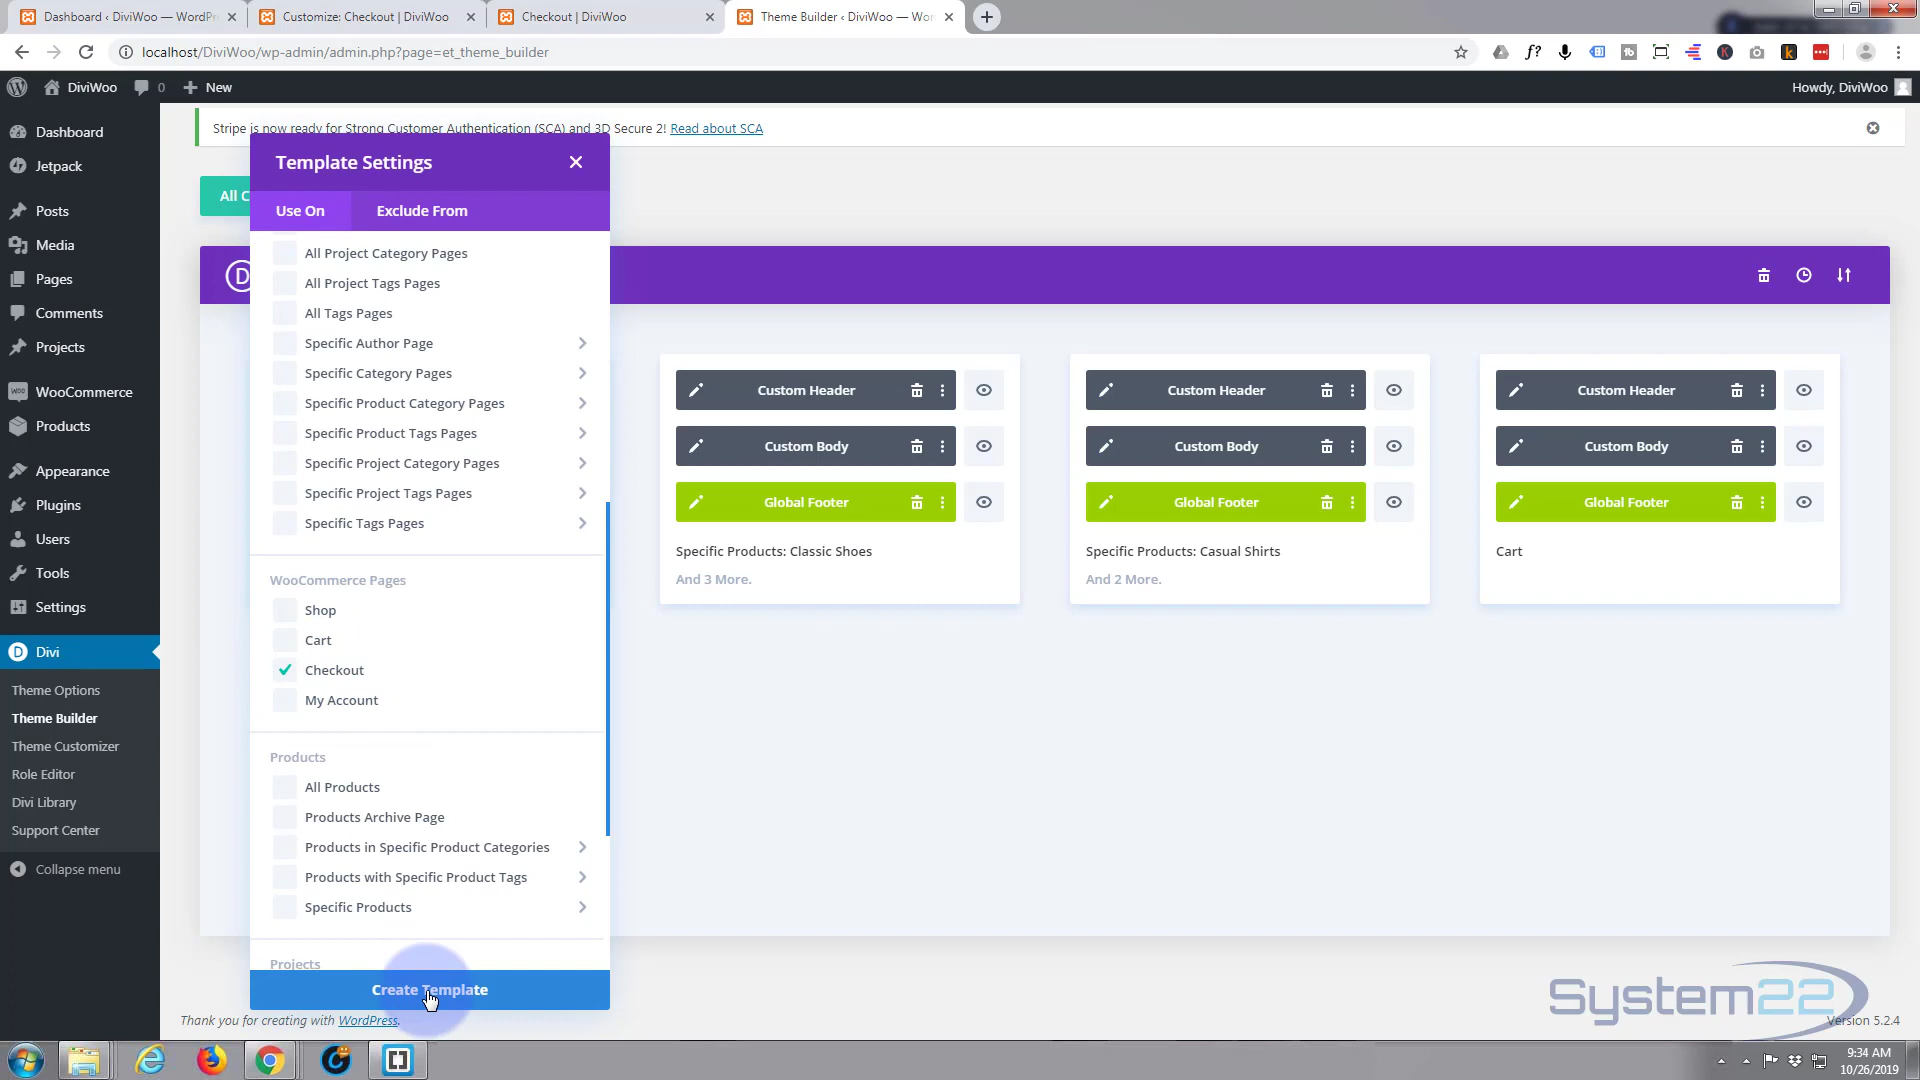 Dashboard ‹ DiviWoo — WordPr
Customize: Checkout | DiviWoo
Checkout | DiviWoo
Theme Builder ‹ DiviWoo — Wor
localhost/DiviWoo/wp-admin/admin.php?page=et_theme_builder
DiviWoo
0
New
Howdy, DiviWoo
Dashboard
Jetpack
Posts
Media
Pages
Comments
Projects
WooCommerce
Products
Appearance
Plugins
Users
Tools
Settings
Divi
Theme Options
Theme Builder
Theme Customizer
Role Editor
Divi Library
Support Center
Collapse menu
Stripe is now ready for Strong Customer Authentication (SCA) and 3D Secure 2! Read about SCA
All C
Template Settings
Use On
Exclude From
All Project Category Pages
All Project Tags Pages
All Tags Pages
Specific Author Page
Specific Category Pages
Specific Product Category Pages
Specific Product Tags Pages
Specific Project Category Pages
Specific Project Tags Pages
Specific Tags Pages
WooCommerce Pages
Shop
Cart
Checkout
My Account
Products
All Products
Products Archive Page
Products in Specific Product Categories
Products with Specific Product Tags
Specific Products
Projects
Create Template
Custom Header
Custom Body
Global Footer
Specific Products: Classic Shoes
And 3 More.
Custom Header
Custom Body
Global Footer
Specific Products: Casual Shirts
And 2 More.
Custom Header
Custom Body
Global Footer
Cart
Thank you for creating with WordPress.
System22
Version 5.2.4
9:34 AM
10/26/2019